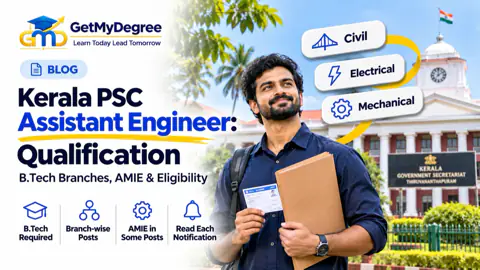 GMD
GetMyDegree
Learn Today Lead Tomorrow
BLOG
Kerala PSC
Assistant Engineer:
Qualification
B.Tech Branches, AMIE & Eligibility
B.Tech
Required
Branch-wise
Posts
AMIE in
Some Posts
Read Each
Notification
Civil
Electrical
Mechanical
KERALA
GOVERNMENT SECRETARIAT
THIRUVANANTHAPURAM